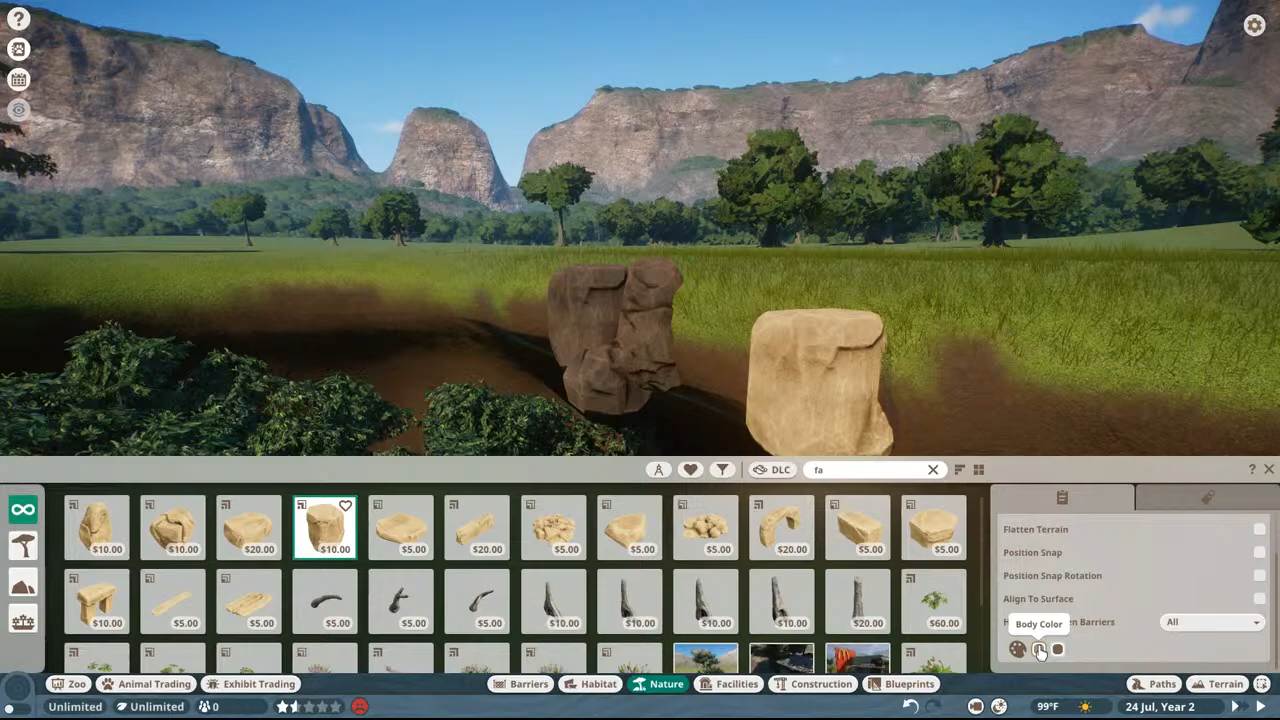 DLC
fa
?
$10.00
$10.00
$20.00
$10.00
$5.00
$20.00
$5.00
$5.00
$5.00
$20.00
$5.00
$5.00
$10.00
$5.00
$5.00
$5.00
$5.00
$5.00
$10.00
$10.00
$10.00
$10.00
$20.00
$60.00
Flatten Terrain
Position Snap
Position Snap Rotation
Align To Surface
Barriers
All
Body Color
Zoo
Animal Trading
Exhibit Trading
Barriers
Habitat
Nature
Facilities
Construction
Blueprints
Paths
Terrain
Unlimited
Unlimited
0
99°F
24 Jul, Year 2